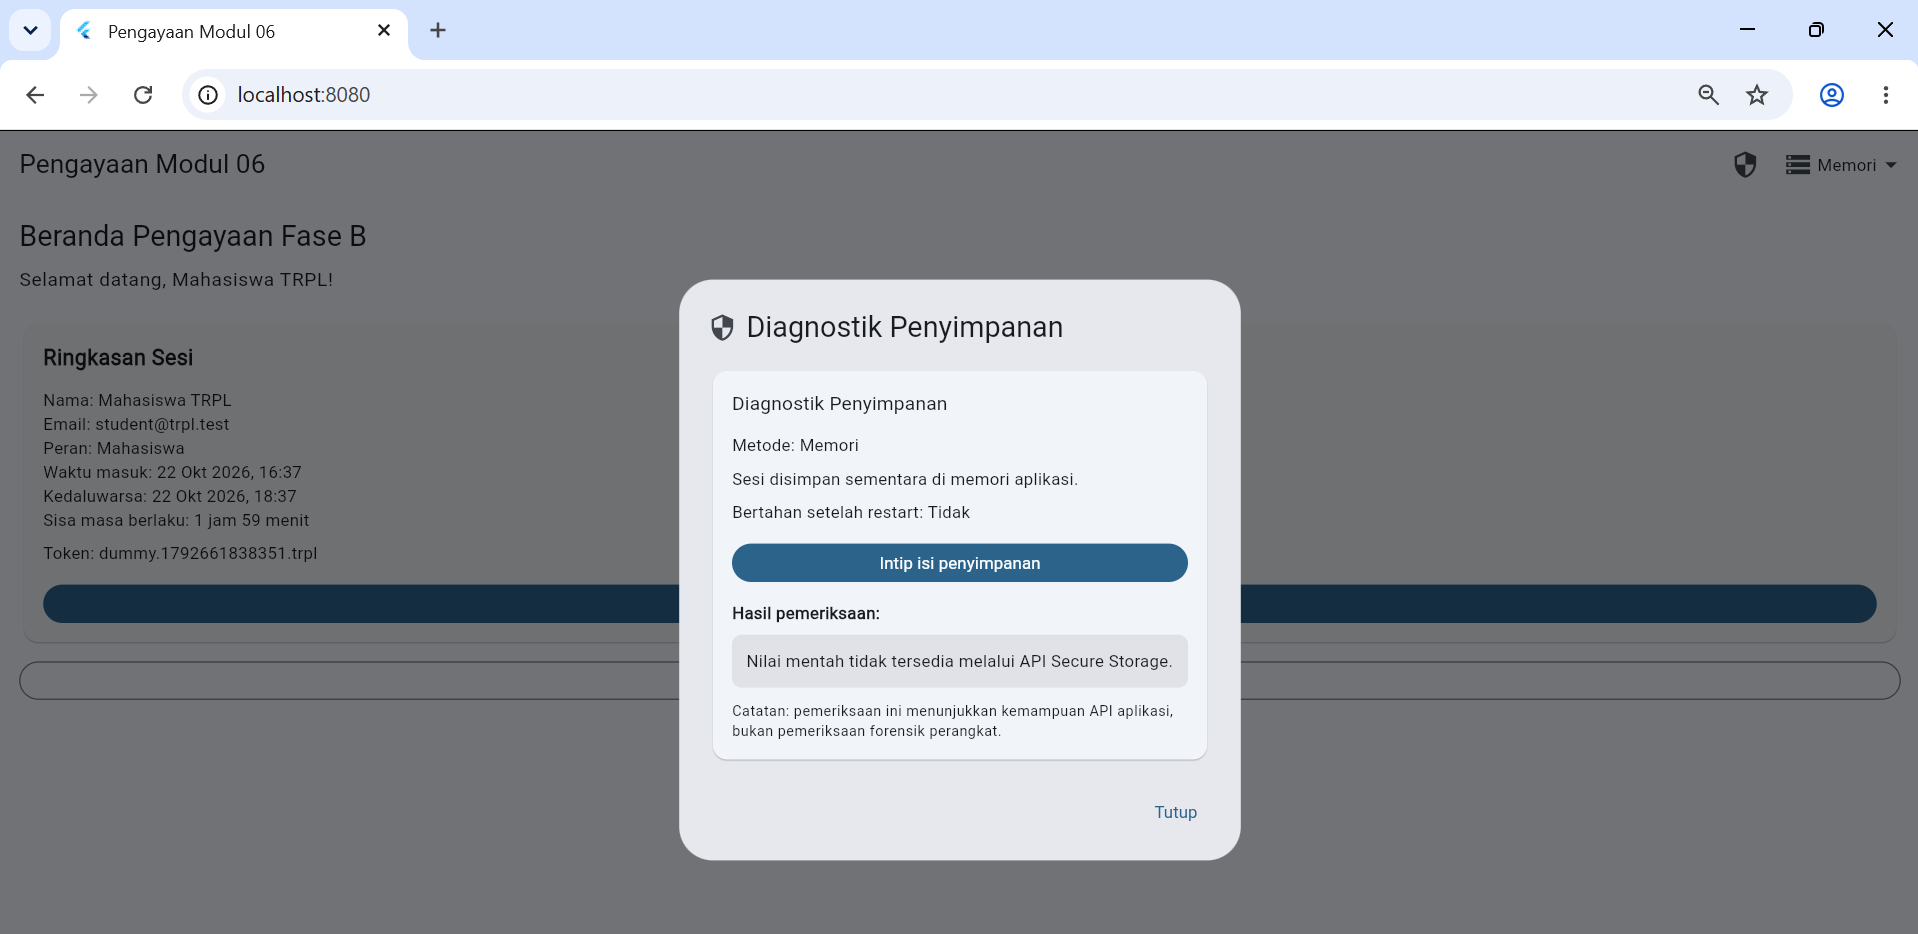 Pengayaan Modul 06
localhost:8080
Pengayaan Modul 06
Memori
Beranda Pengayaan Fase B
Selamat datang, Mahasiswa TRPL!
Ringkasan Sesi
Nama: Mahasiswa TRPL
Email: student@trpl.test
Peran: Mahasiswa
Waktu masuk: 22 Okt 2026, 16:37
Kedaluwarsa: 22 Okt 2026, 18:37
Sisa masa berlaku: 1 jam 59 menit
Token: dummy.1792661838351.trpl
Diagnostik Penyimpanan
Diagnostik Penyimpanan
Metode: Memori
Sesi disimpan sementara di memori aplikasi.
Bertahan setelah restart: Tidak
Intip isi penyimpanan
Hasil pemeriksaan:
Nilai mentah tidak tersedia melalui API Secure Storage.
Catatan: pemeriksaan ini menunjukkan kemampuan API aplikasi,
bukan pemeriksaan forensik perangkat.
Tutup